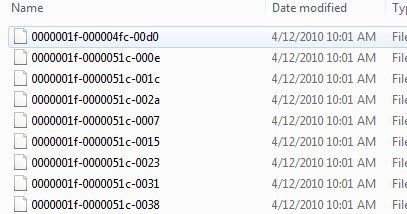 Name Date modified Ty
0000001f-000004fc-00d0 4/12/2010 10:01 AM File
0000001f-0000051c-000e 4/12/2010 10:01 AM File
0000001f-0000051c-001c 4/12/2010 10:01 AM File
0000001f-0000051c-002a 4/12/2010 10:01 AM File
0000001f-0000051c-0007 4/12/2010 10:01 AM File
0000001f-0000051c-0015 4/12/2010 10:01 AM File
0000001f-0000051c-0023 4/12/2010 10:01 AM File
0000001f-0000051c-0031 4/12/2010 10:01 AM File
0000001f-0000051c-0038 4/12/2010 10:01 AM File